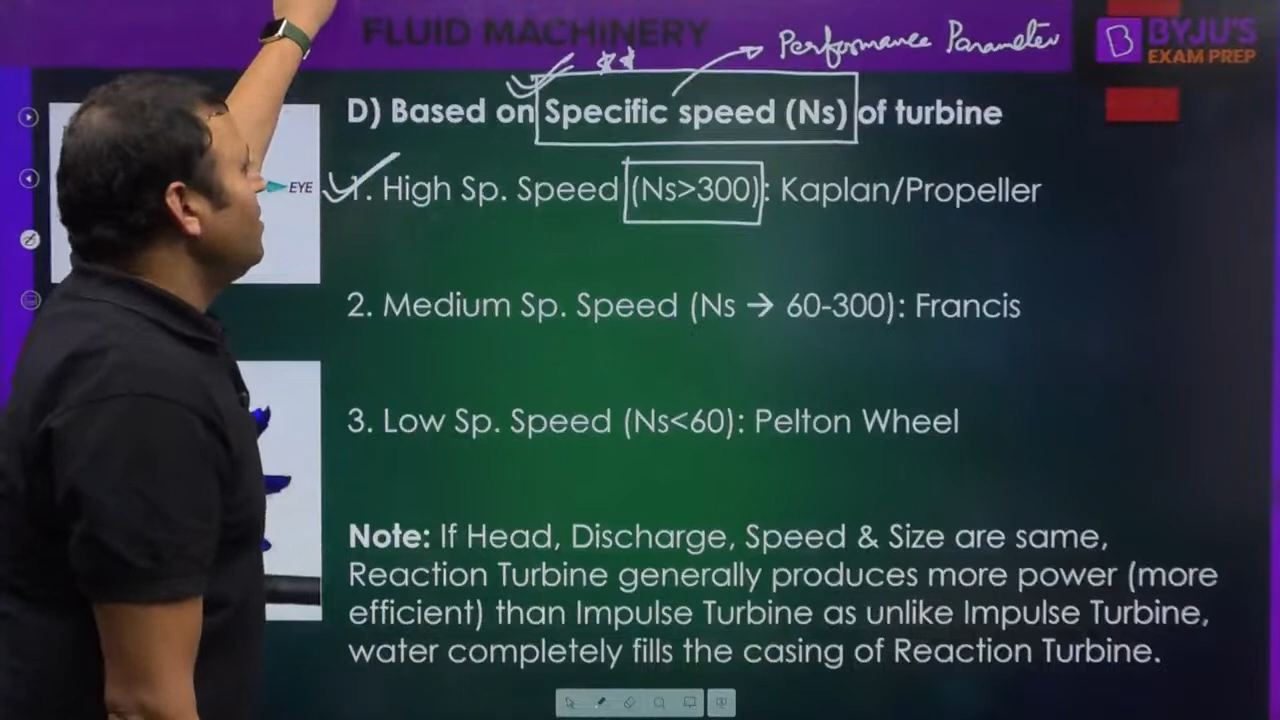 FLUID MACHINERY
BYJU'S
EXAM PREP
Performance Parameter
D) Based on Specific speed (Ns) of turbine
EYE
1. High Sp. Speed (Ns>300): Kaplan/Propeller
2. Medium Sp. Speed (Ns → 60-300): Francis
3. Low Sp. Speed (Ns<60): Pelton Wheel
Note: If Head, Discharge, Speed & Size are same,
Reaction Turbine generally produces more power (more
efficient) than Impulse Turbine as unlike Impulse Turbine,
water completely fills the casing of Reaction Turbine.